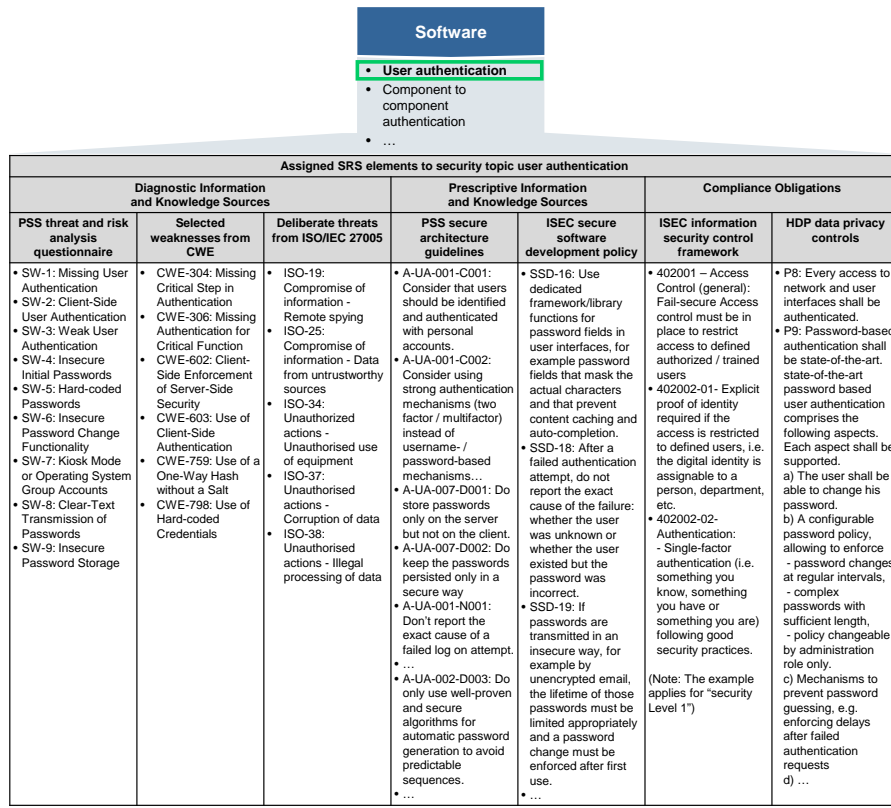 Software
• User authentication
• Component to
component
authentication
• …
Assigned SRS elements to security topic user authentication
Diagnostic Information
and Knowledge Sources
Prescriptive Information
and Knowledge Sources
Compliance Obligations
PSS threat and risk
analysis
questionnaire
Selected
weaknesses from
CWE
Deliberate threats
from ISO/IEC 27005
PSS secure
architecture
guidelines
ISEC secure
software
development policy
ISEC information
security control
framework
HDP data privacy
controls
• SW-1: Missing User
Authentication
• SW-2: Client-Side
User Authentication
• SW-3: Weak User
Authentication
• SW-4: Insecure
Initial Passwords
• SW-5: Hard-coded
Passwords
• SW-6: Insecure
Password Change
Functionality
• SW-7: Kiosk Mode
or Operating System
Group Accounts
• SW-8: Clear-Text
Transmission of
Passwords
• SW-9: Insecure
Password Storage
• CWE-304: Missing
Critical Step in
Authentication
• CWE-306: Missing
Authentication for
Critical Function
• CWE-602: Client-
Side Enforcement
of Server-Side
Security
• CWE-603: Use of
Client-Side
Authentication
• CWE-759: Use of a
One-Way Hash
without a Salt
• CWE-798: Use of
Hard-coded
Credentials
• ISO-19:
Compromise of
information -
Remote spying
• ISO-25:
Compromise of
information - Data
from untrustworthy
sources
• ISO-34:
Unauthorized
actions -
Unauthorised use
of equipment
• ISO-37:
Unauthorised
actions -
Corruption of data
• ISO-38:
Unauthorised
actions - Illegal
processing of data
• A-UA-001-C001:
Consider that users
should be identified
and authenticated
with personal
accounts.
• A-UA-001-C002:
Consider using
strong authentication
mechanisms (two
factor / multifactor)
instead of
username- /
password-based
mechanisms…
• A-UA-007-D001: Do
store passwords
only on the server
but not on the client.
• A-UA-007-D002: Do
keep the passwords
persisted only in a
secure way
• A-UA-001-N001:
Don’t report the
exact cause of a
failed log on attempt.
• …
• A-UA-002-D003: Do
only use well-proven
and secure
algorithms for
automatic password
generation to avoid
predictable
sequences.
• …
• SSD-16: Use
dedicated
framework/library
functions for
password fields in
user interfaces, for
example password
fields that mask the
actual characters
and that prevent
content caching and
auto-completion.
• SSD-18: After a
failed authentication
attempt, do not
report the exact
cause of the failure:
whether the user
was unknown or
whether the user
existed but the
password was
incorrect.
• SSD-19: If
passwords are
transmitted in an
insecure way, for
example by
unencrypted email,
the lifetime of those
passwords must be
limited appropriately
and a password
change must be
enforced after first
use.
• …
• 402001 – Access
Control (general):
Fail-secure Access
control must be in
place to restrict
access to defined
authorized / trained
users
• 402002-01- Explicit
proof of identity
required if the
access is restricted
to defined users, i.e.
the digital identity is
assignable to a
person, department,
etc.
• 402002-02-
Authentication:
- Single-factor
authentication (i.e.
something you
know, something
you have or
something you are)
following good
security practices.
(Note: The example
applies for “security
Level 1”)
• P8: Every access to
network and user
interfaces shall be
authenticated.
• P9: Password-based
authentication shall
be state-of-the-art.
state-of-the-art
password based
user authentication
comprises the
following aspects.
Each aspect shall be
supported.
a) The user shall be
able to change his
password.
b) A configurable
password policy,
allowing to enforce
- password changes
at regular intervals,
- complex
passwords with
sufficient length,
- policy changeable
by administration
role only.
c) Mechanisms to
prevent password
guessing, e.g.
enforcing delays
after failed
authentication
requests
d) …